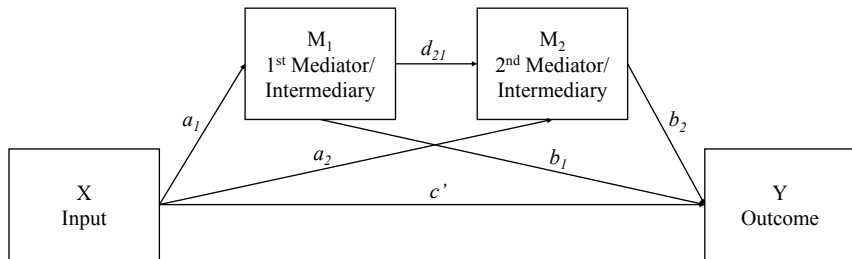 M₁
1ˢᵗ Mediator/
Intermediary
d₂₁
M₂
2ⁿᵈ Mediator/
Intermediary
a₁
a₂
b₁
b₂
X
Input
c’
Y
Outcome